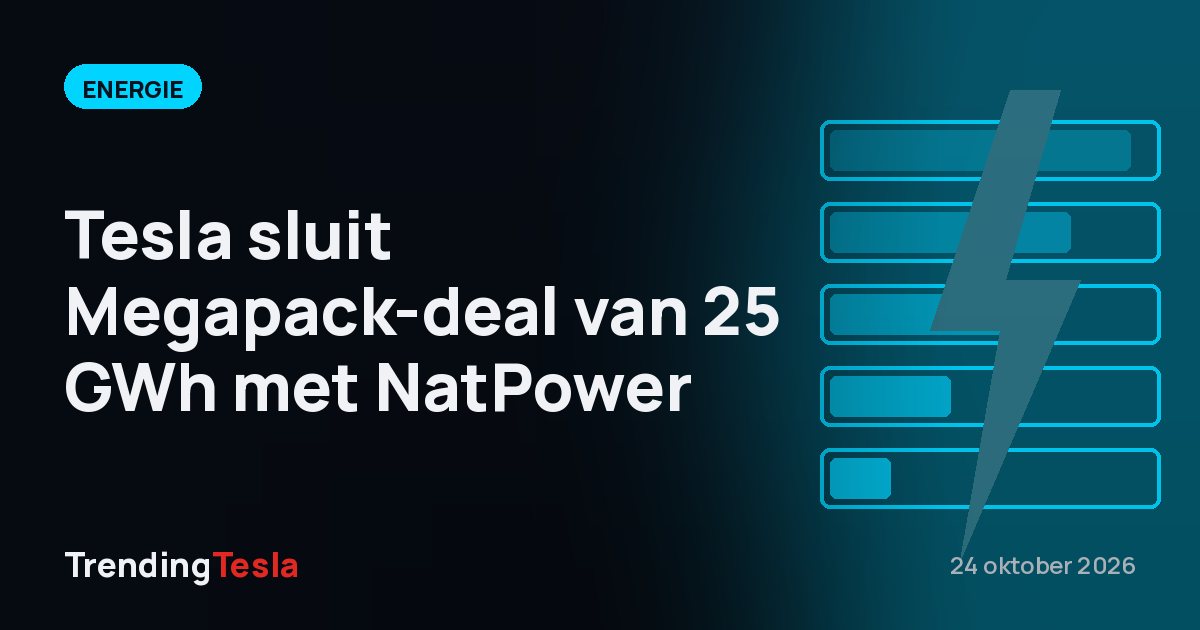 ENERGIE
Tesla sluit
Megapack-deal van 25
GWh met NatPower
TrendingTesla
24 oktober 2026